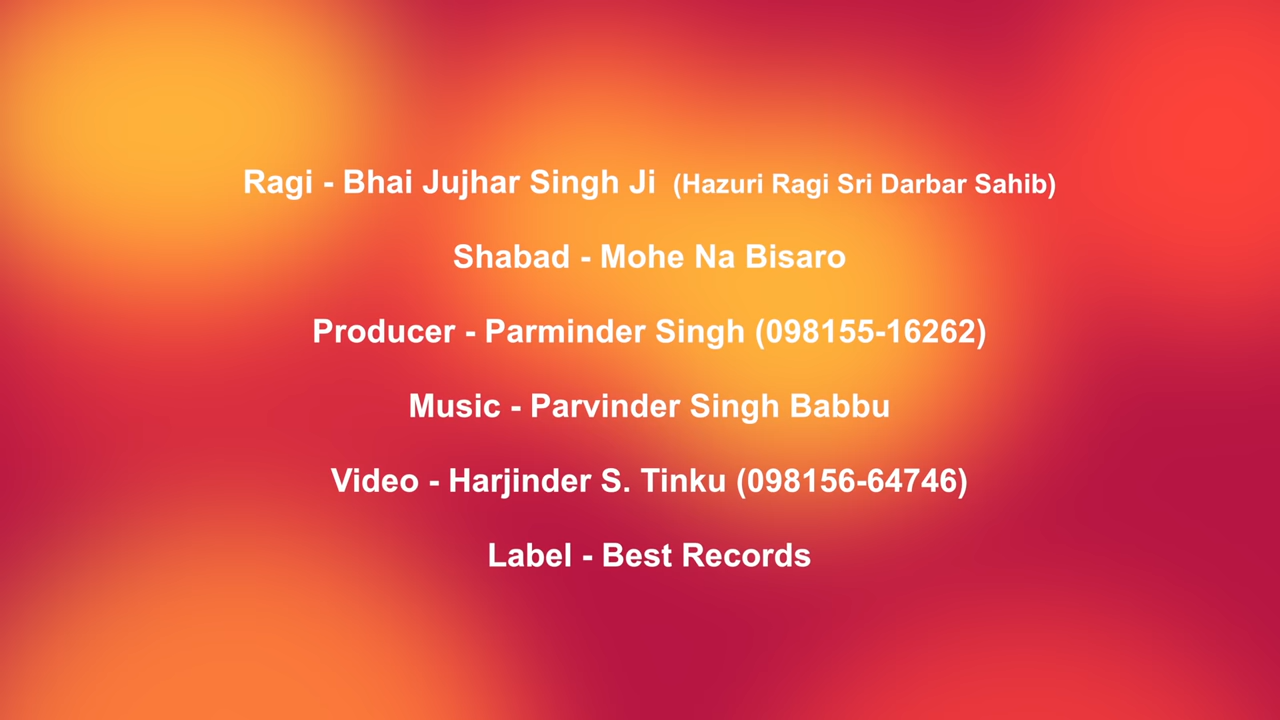 Ragi - Bhai Jujhar Singh Ji (Hazuri Ragi Sri Darbar Sahib)
Shabad - Mohe Na Bisaro
Producer - Parminder Singh (098155-16262)
Music - Parvinder Singh Babbu
Video - Harjinder S. Tinku (098156-64746)
Label - Best Records